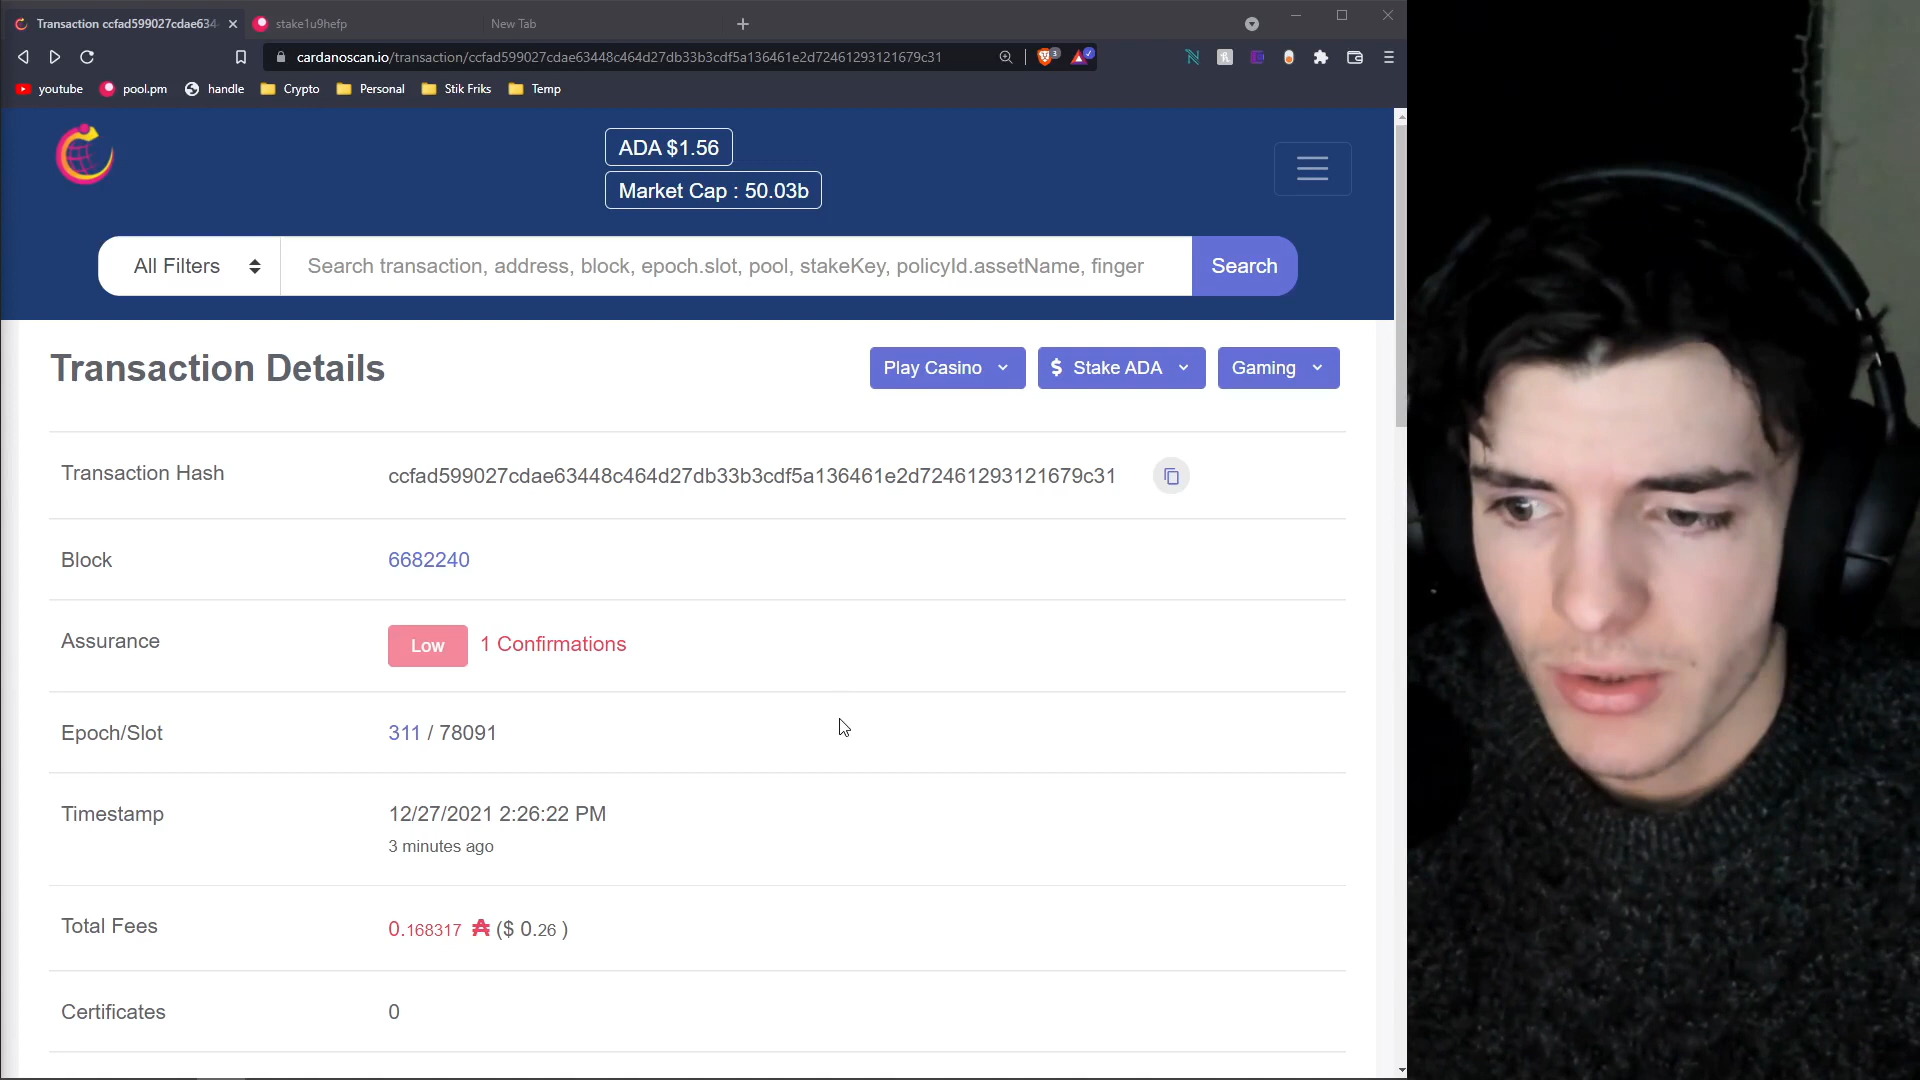 Transaction ccfad599027cdae634
stake1u9hefp
New Tab
cardanoscan.io/transaction/ccfad599027cdae63448c464d27db33b3cdf5a136461e2d72461293121679c31
3
youtube
pool.pm
handle
Crypto
Personal
Stik Friks
Temp
ADA $1.56
Market Cap : 50.03b
All Filters
Search transaction, address, block, epoch.slot, pool, stakeKey, policyId.assetName, finger
Search
Transaction Details
Play Casino
$ Stake ADA
Gaming
Transaction Hash
ccfad599027cdae63448c464d27db33b3cdf5a136461e2d72461293121679c31
Block
6682240
Assurance
Low
1 Confirmations
Epoch/Slot
311 / 78091
Timestamp
12/27/2021 2:26:22 PM
3 minutes ago
Total Fees
0.168317 ₳ ($ 0.26 )
Certificates
0